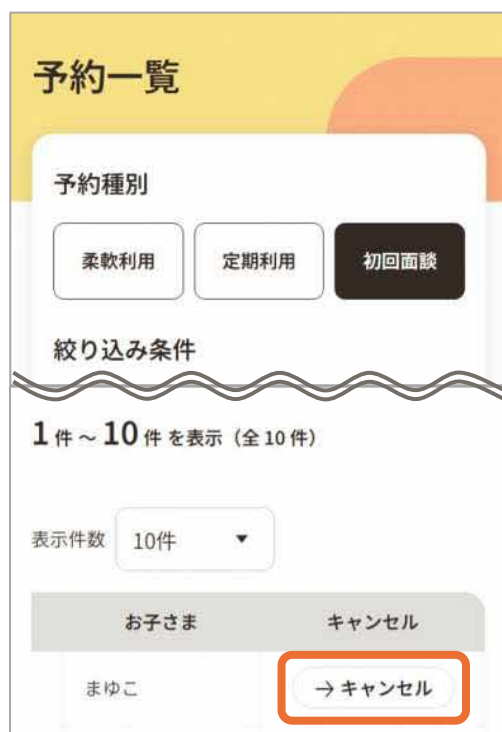 予約一覧
予約種別
柔軟利用 定期利用 初回面談
絞り込み条件
1件～10件を表示（全10件）
表示件数 10件
お子さま キャンセル
まゆこ →キャンセル